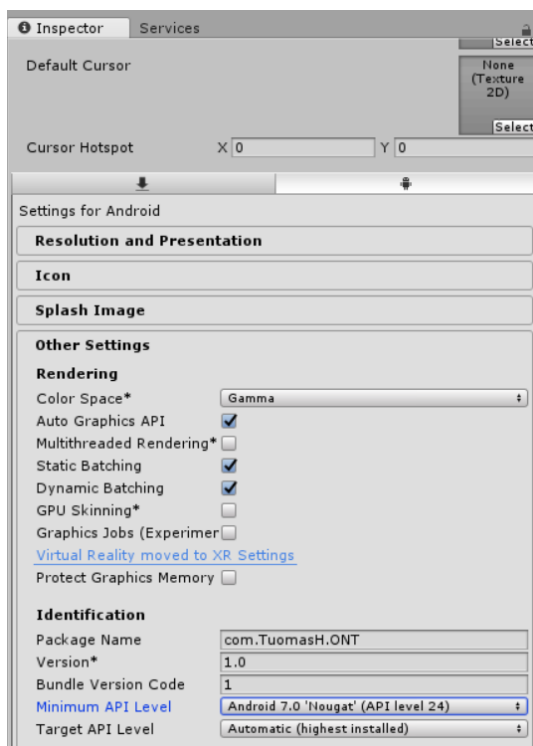 Inspector Services
Select
Default Cursor None
(Texture
2D)
Select
Cursor Hotspot X 0 Y 0
Settings for Android
Resolution and Presentation
Icon
Splash Image
Other Settings
Rendering
Color Space* Gamma
Auto Graphics API
Multithreaded Rendering*
Static Batching
Dynamic Batching
GPU Skinning*
Graphics Jobs (Experimer
Virtual Reality moved to XR Settings
Protect Graphics Memory
Identification
Package Name com.TuomasH.ONT
Version* 1.0
Bundle Version Code 1
Minimum API Level Android 7.0 'Nougat' (API level 24)
Target API Level Automatic (highest installed)